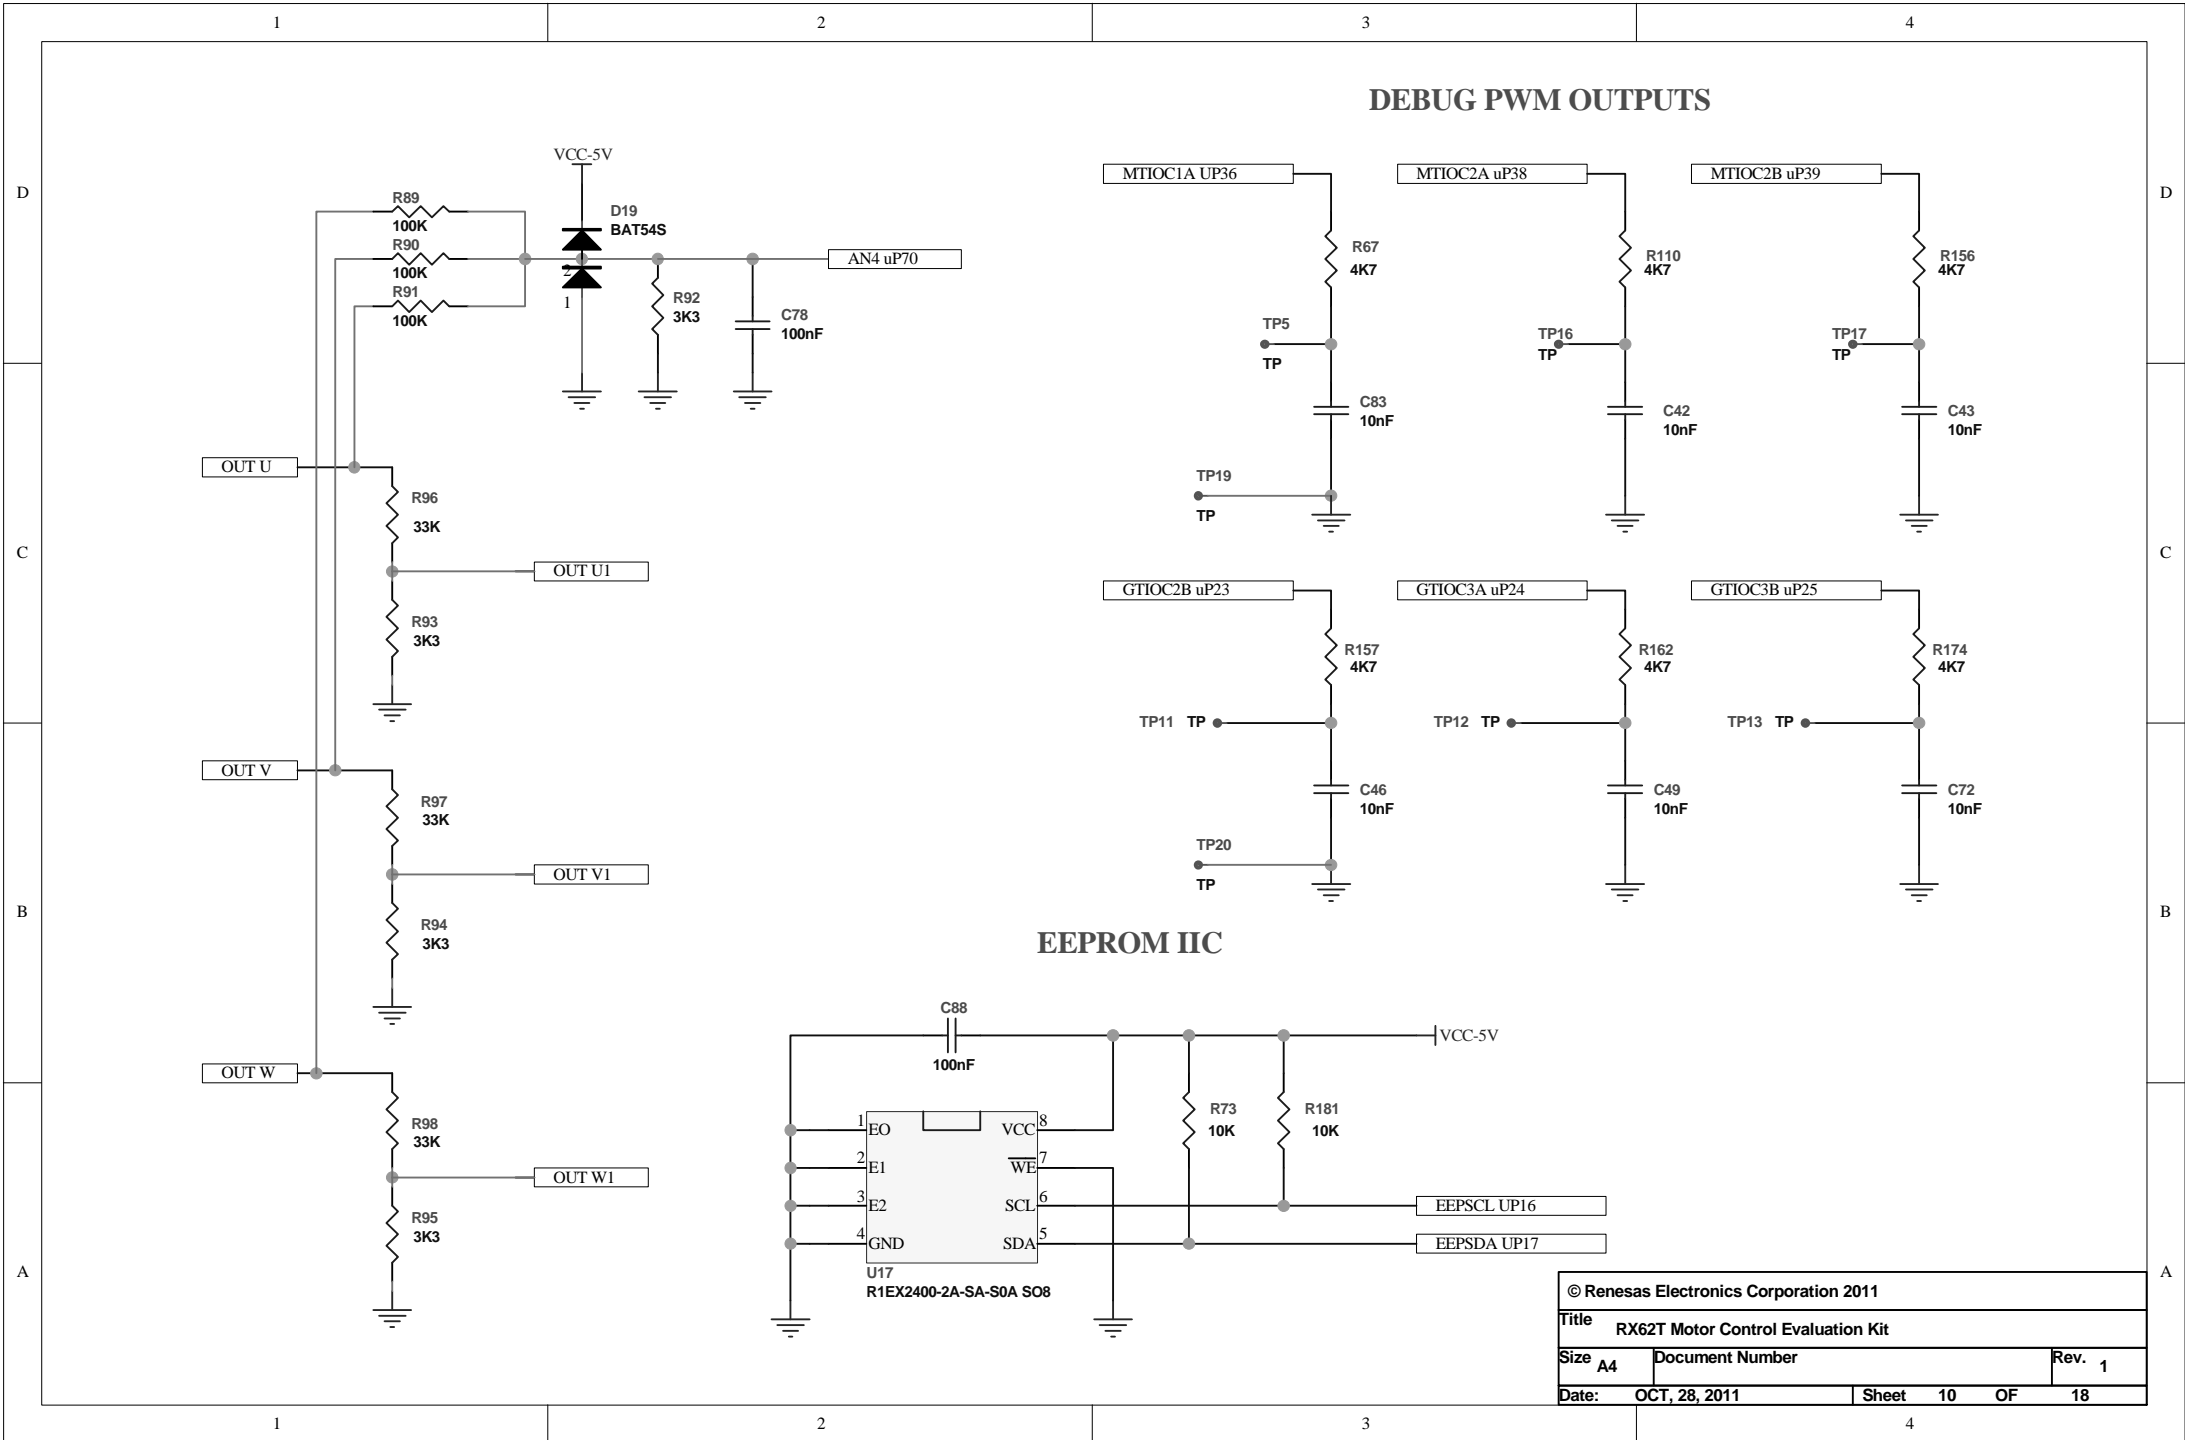 1 2 3 4
DEBUG PWM OUTPUTS
D D
VCC-5V
D19
BAT54S
2
1
R89
100K
R90
100K
R91
100K
AN4 uP70
R92
3K3
C78
100nF
MTIOC1A UP36
R67
4K7
TP5
TP
C83
10nF
TP19
TP
MTIOC2A uP38
R110
4K7
TP16
TP
C42
10nF
MTIOC2B uP39
R156
4K7
TP17
TP
C43
10nF
C C
OUT U
R96
33K
OUT U1
R93
3K3
GTIOC2B uP23
R157
4K7
TP11 TP
C46
10nF
TP20
TP
GTIOC3A uP24
R162
4K7
TP12 TP
C49
10nF
GTIOC3B uP25
R174
4K7
TP13 TP
C72
10nF
B B
OUT V
R97
33K
OUT V1
R94
3K3
EEPROM IIC
C88
100nF
VCC-5V
OUT W
R98
33K
OUT W1
R95
3K3
R73
10K
R181
10K
1 EO VCC 8
2 E1 WE 7
3 E2 SCL 6
4 GND SDA 5
U17
R1EX2400-2A-SA-S0A SO8
EEPSCL UP16
EEPSDA UP17
A A
© Renesas Electronics Corporation 2011
Title RX62T Motor Control Evaluation Kit
Size A4 Document Number Rev. 1
Date: OCT, 28, 2011 Sheet 10 OF 18
1 2 3 4